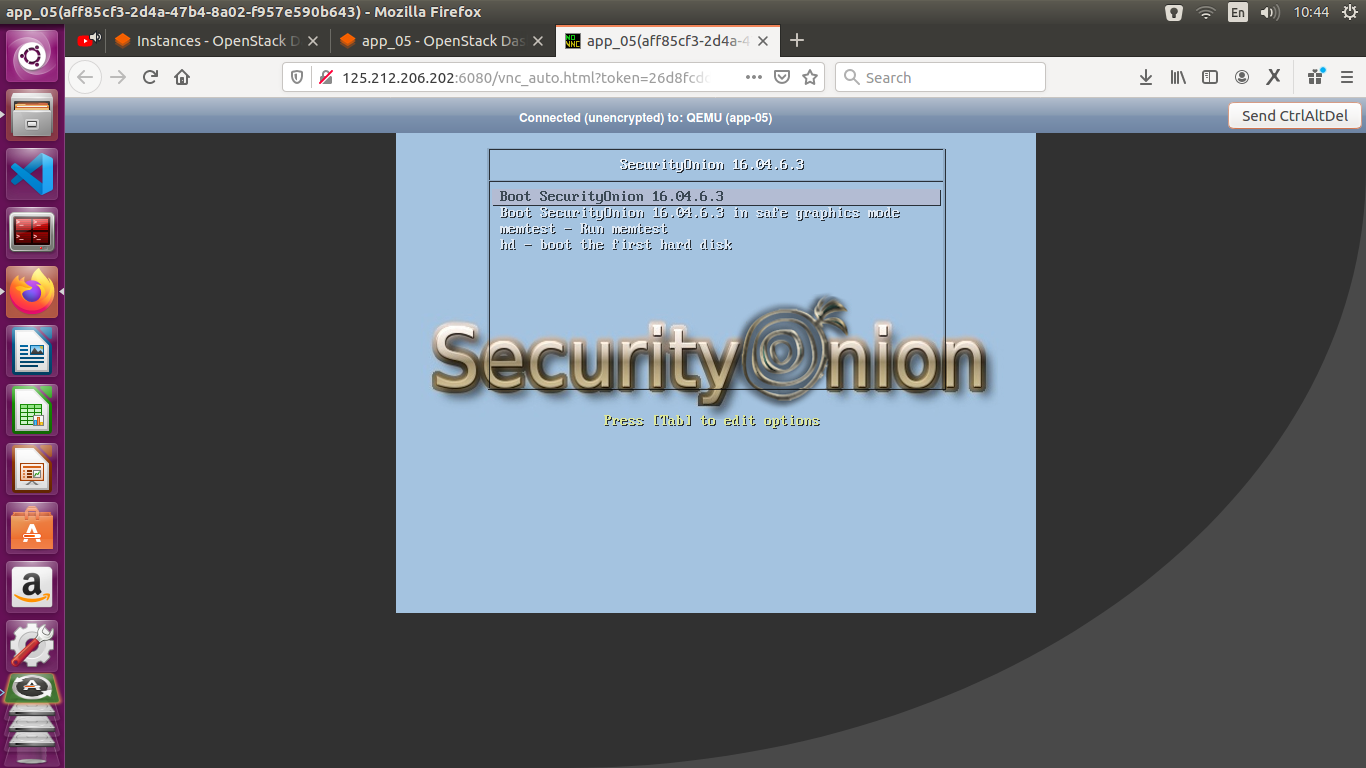 app_05(aff85cf3-2d4a-47b4-8a02-f957e590b643) - Mozilla Firefox
En
10:44
Instances - OpenStack D
app_05 - OpenStack Das
app_05(aff85cf3-2d4a-4
125.212.206.202:6080/vnc_auto.html?token=26d8fcd
Search
Connected (unencrypted) to: QEMU (app-05)
Send CtrlAltDel
SecurityOnion 16.04.6.3
Boot SecurityOnion 16.04.6.3
Boot SecurityOnion 16.04.6.3 in safe graphics mode
memtest - Run memtest
hd - boot the first hard disk
SecurityOnion
Press [Tab] to edit options